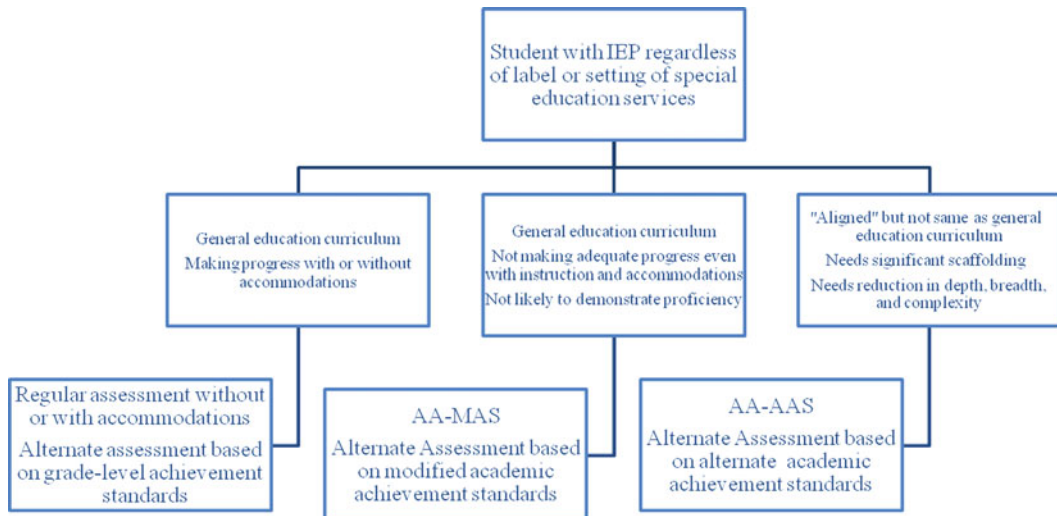 Student with IEP regardless
of label or setting of special
education services
General education curriculum
Making progress with or without
accommodations
General education curriculum
Not making adequate progress even
with instruction and accommodations
Not likely to demonstrate proficiency
"Aligned" but not same as general
education curriculum
Needs significant scaffolding
Needs reduction in depth, breadth,
and complexity
Regular assessment without
or with accommodations
Alternate assessment based
on grade-level achievement
standards
AA-MAS
Alternate Assessment based
on modified academic
achievement standards
AA-AAS
Alternate Assessment based
on alternate academic
achievement standards